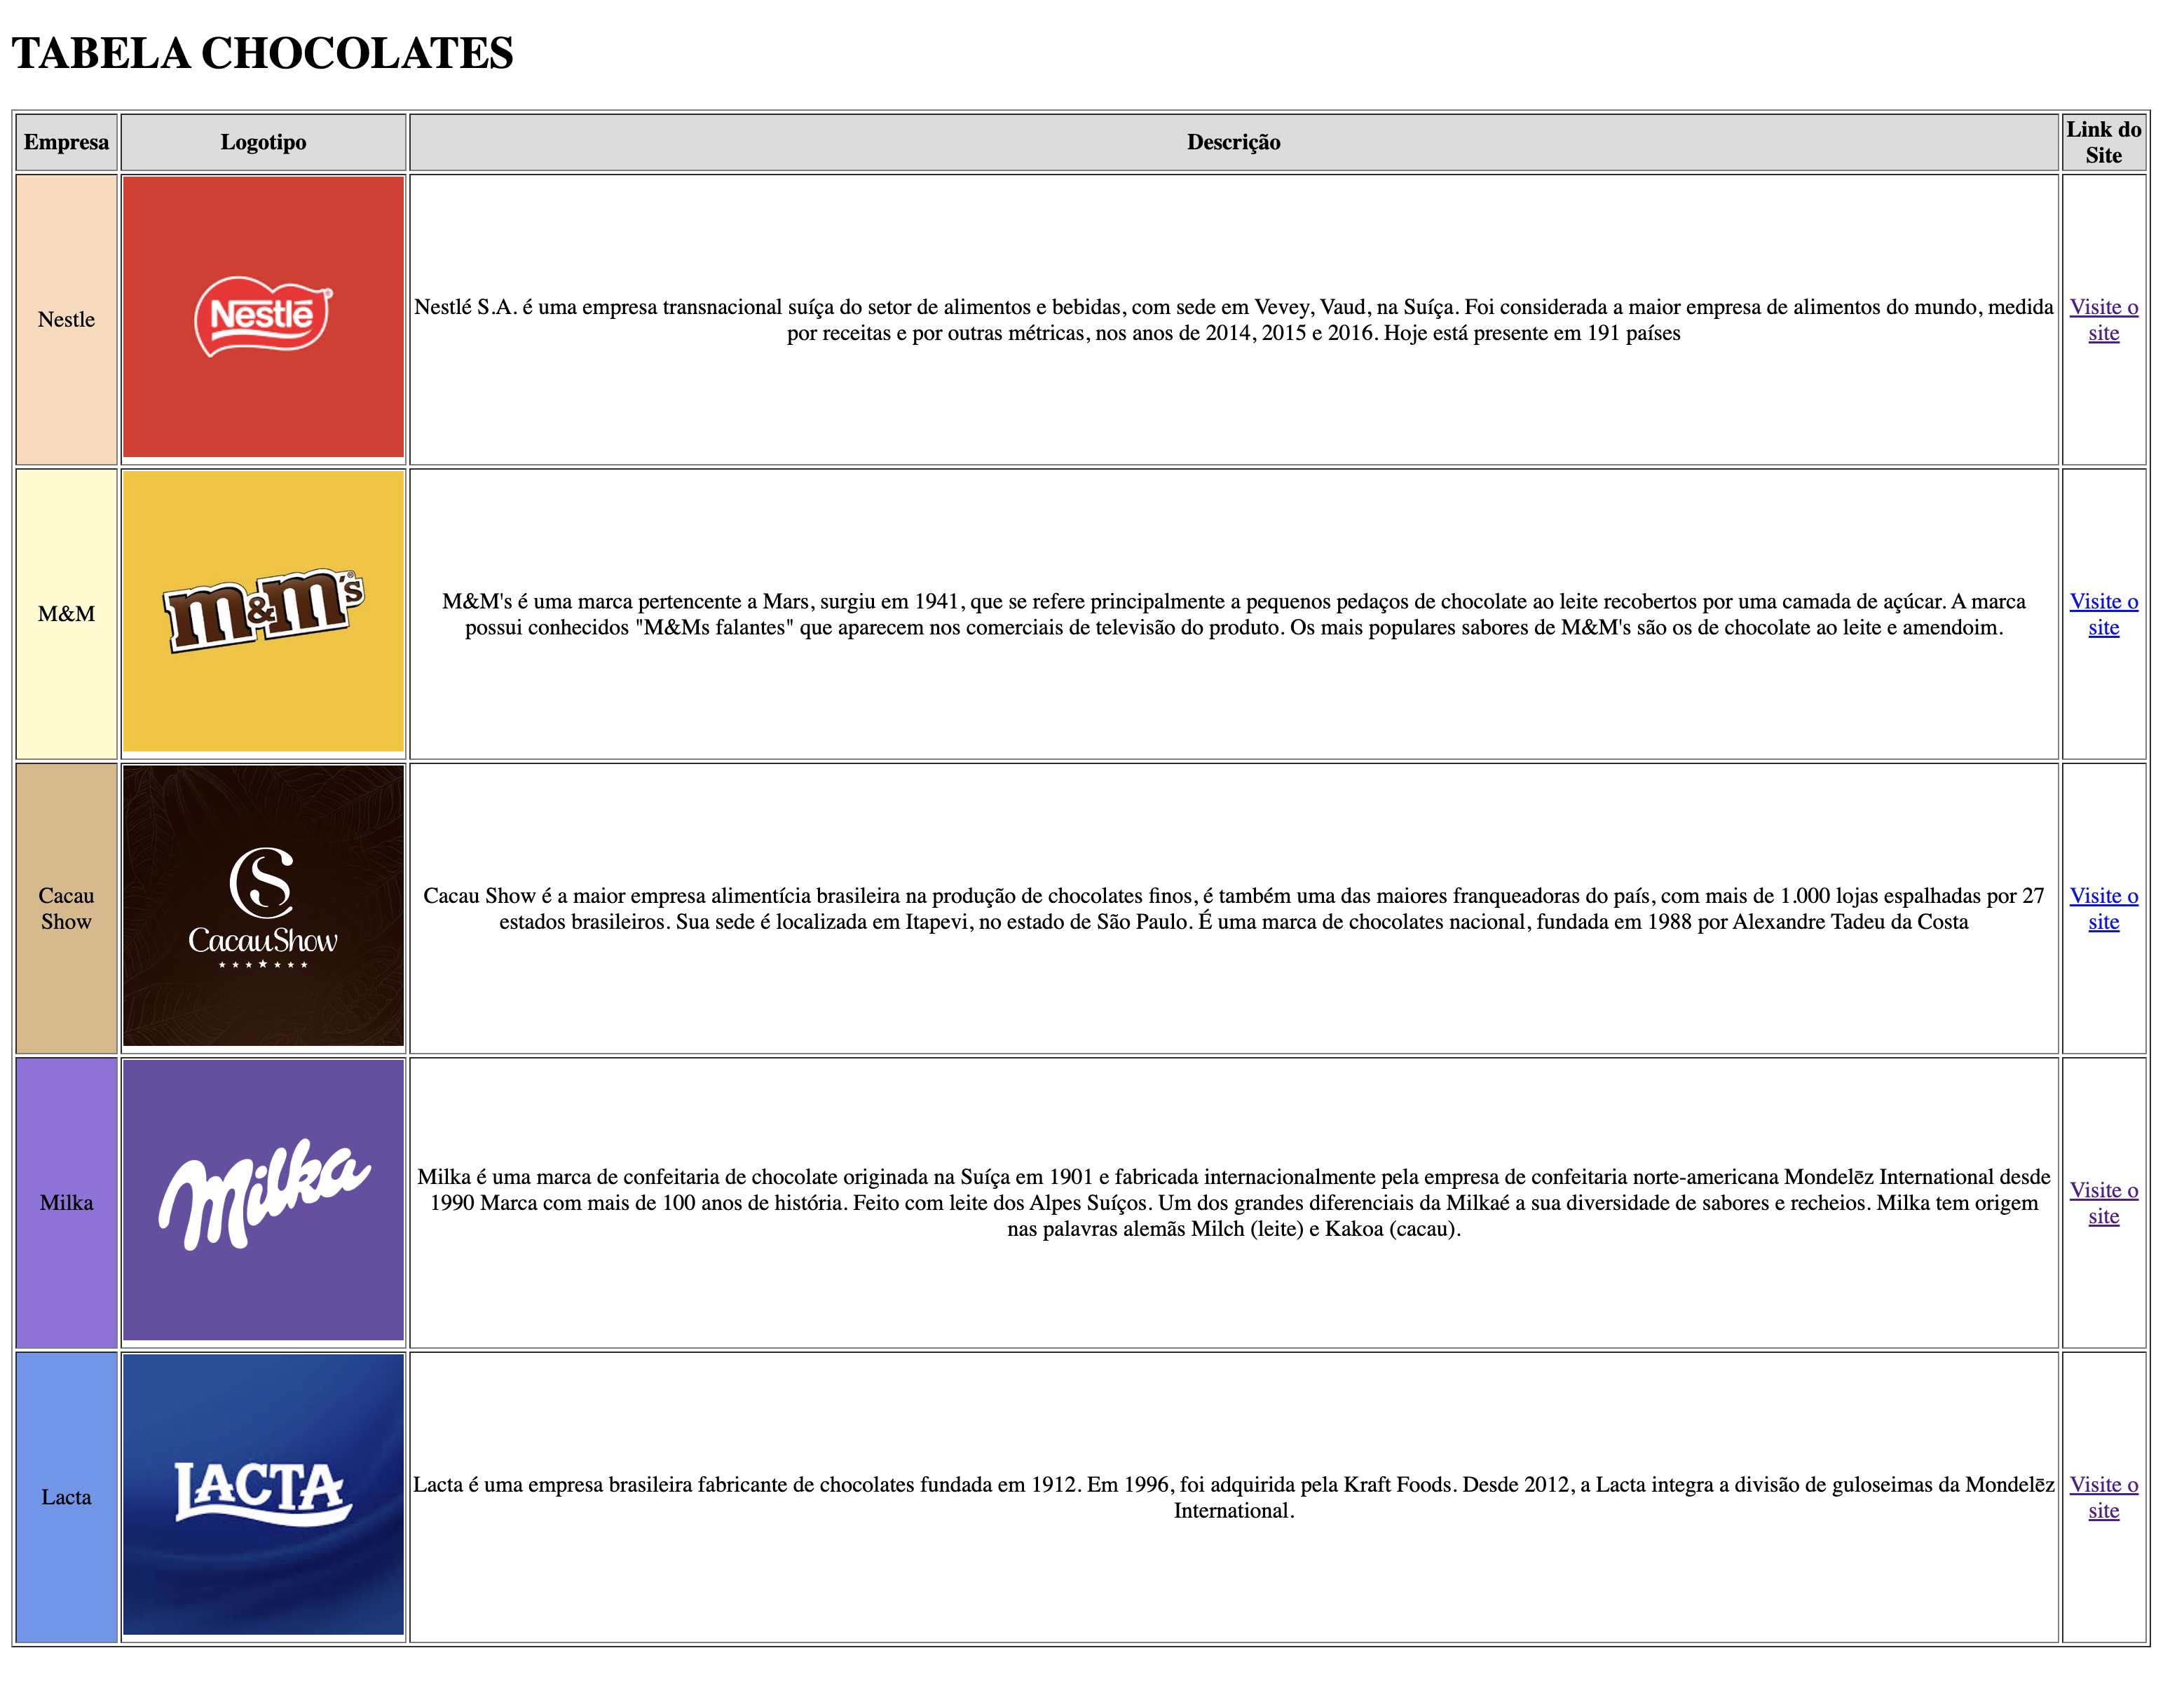 TABELA CHOCOLATES
Empresa
Logotipo
Descrição
Link do
Site
Nestle
Nestlé
Nestlé S.A. é uma empresa transnacional suíça do setor de alimentos e bebidas, com sede em Vevey, Vaud, na Suíça. Foi considerada a maior empresa de alimentos do mundo, medida
por receitas e por outras métricas, nos anos de 2014, 2015 e 2016. Hoje está presente em 191 países
Visite o
site
M&M
m&m's
M&M's é uma marca pertencente a Mars, surgiu em 1941, que se refere principalmente a pequenos pedaços de chocolate ao leite recobertos por uma camada de açúcar. A marca
possui conhecidos "M&Ms falantes" que aparecem nos comerciais de televisão do produto. Os mais populares sabores de M&M's são os de chocolate ao leite e amendoim.
Visite o
site
Cacau
Show
CS
CacauShow
Cacau Show é a maior empresa alimentícia brasileira na produção de chocolates finos, é também uma das maiores franqueadoras do país, com mais de 1.000 lojas espalhadas por 27
estados brasileiros. Sua sede é localizada em Itapevi, no estado de São Paulo. É uma marca de chocolates nacional, fundada em 1988 por Alexandre Tadeu da Costa
Visite o
site
Milka
Milka
Milka é uma marca de confeitaria de chocolate originada na Suíça em 1901 e fabricada internacionalmente pela empresa de confeitaria norte-americana Mondelēz International desde
1990 Marca com mais de 100 anos de história. Feito com leite dos Alpes Suíços. Um dos grandes diferenciais da Milkaé a sua diversidade de sabores e recheios. Milka tem origem
nas palavras alemãs Milch (leite) e Kakoa (cacau).
Visite o
site
Lacta
LACTA
Lacta é uma empresa brasileira fabricante de chocolates fundada em 1912. Em 1996, foi adquirida pela Kraft Foods. Desde 2012, a Lacta integra a divisão de guloseimas da Mondelēz
International.
Visite o
site